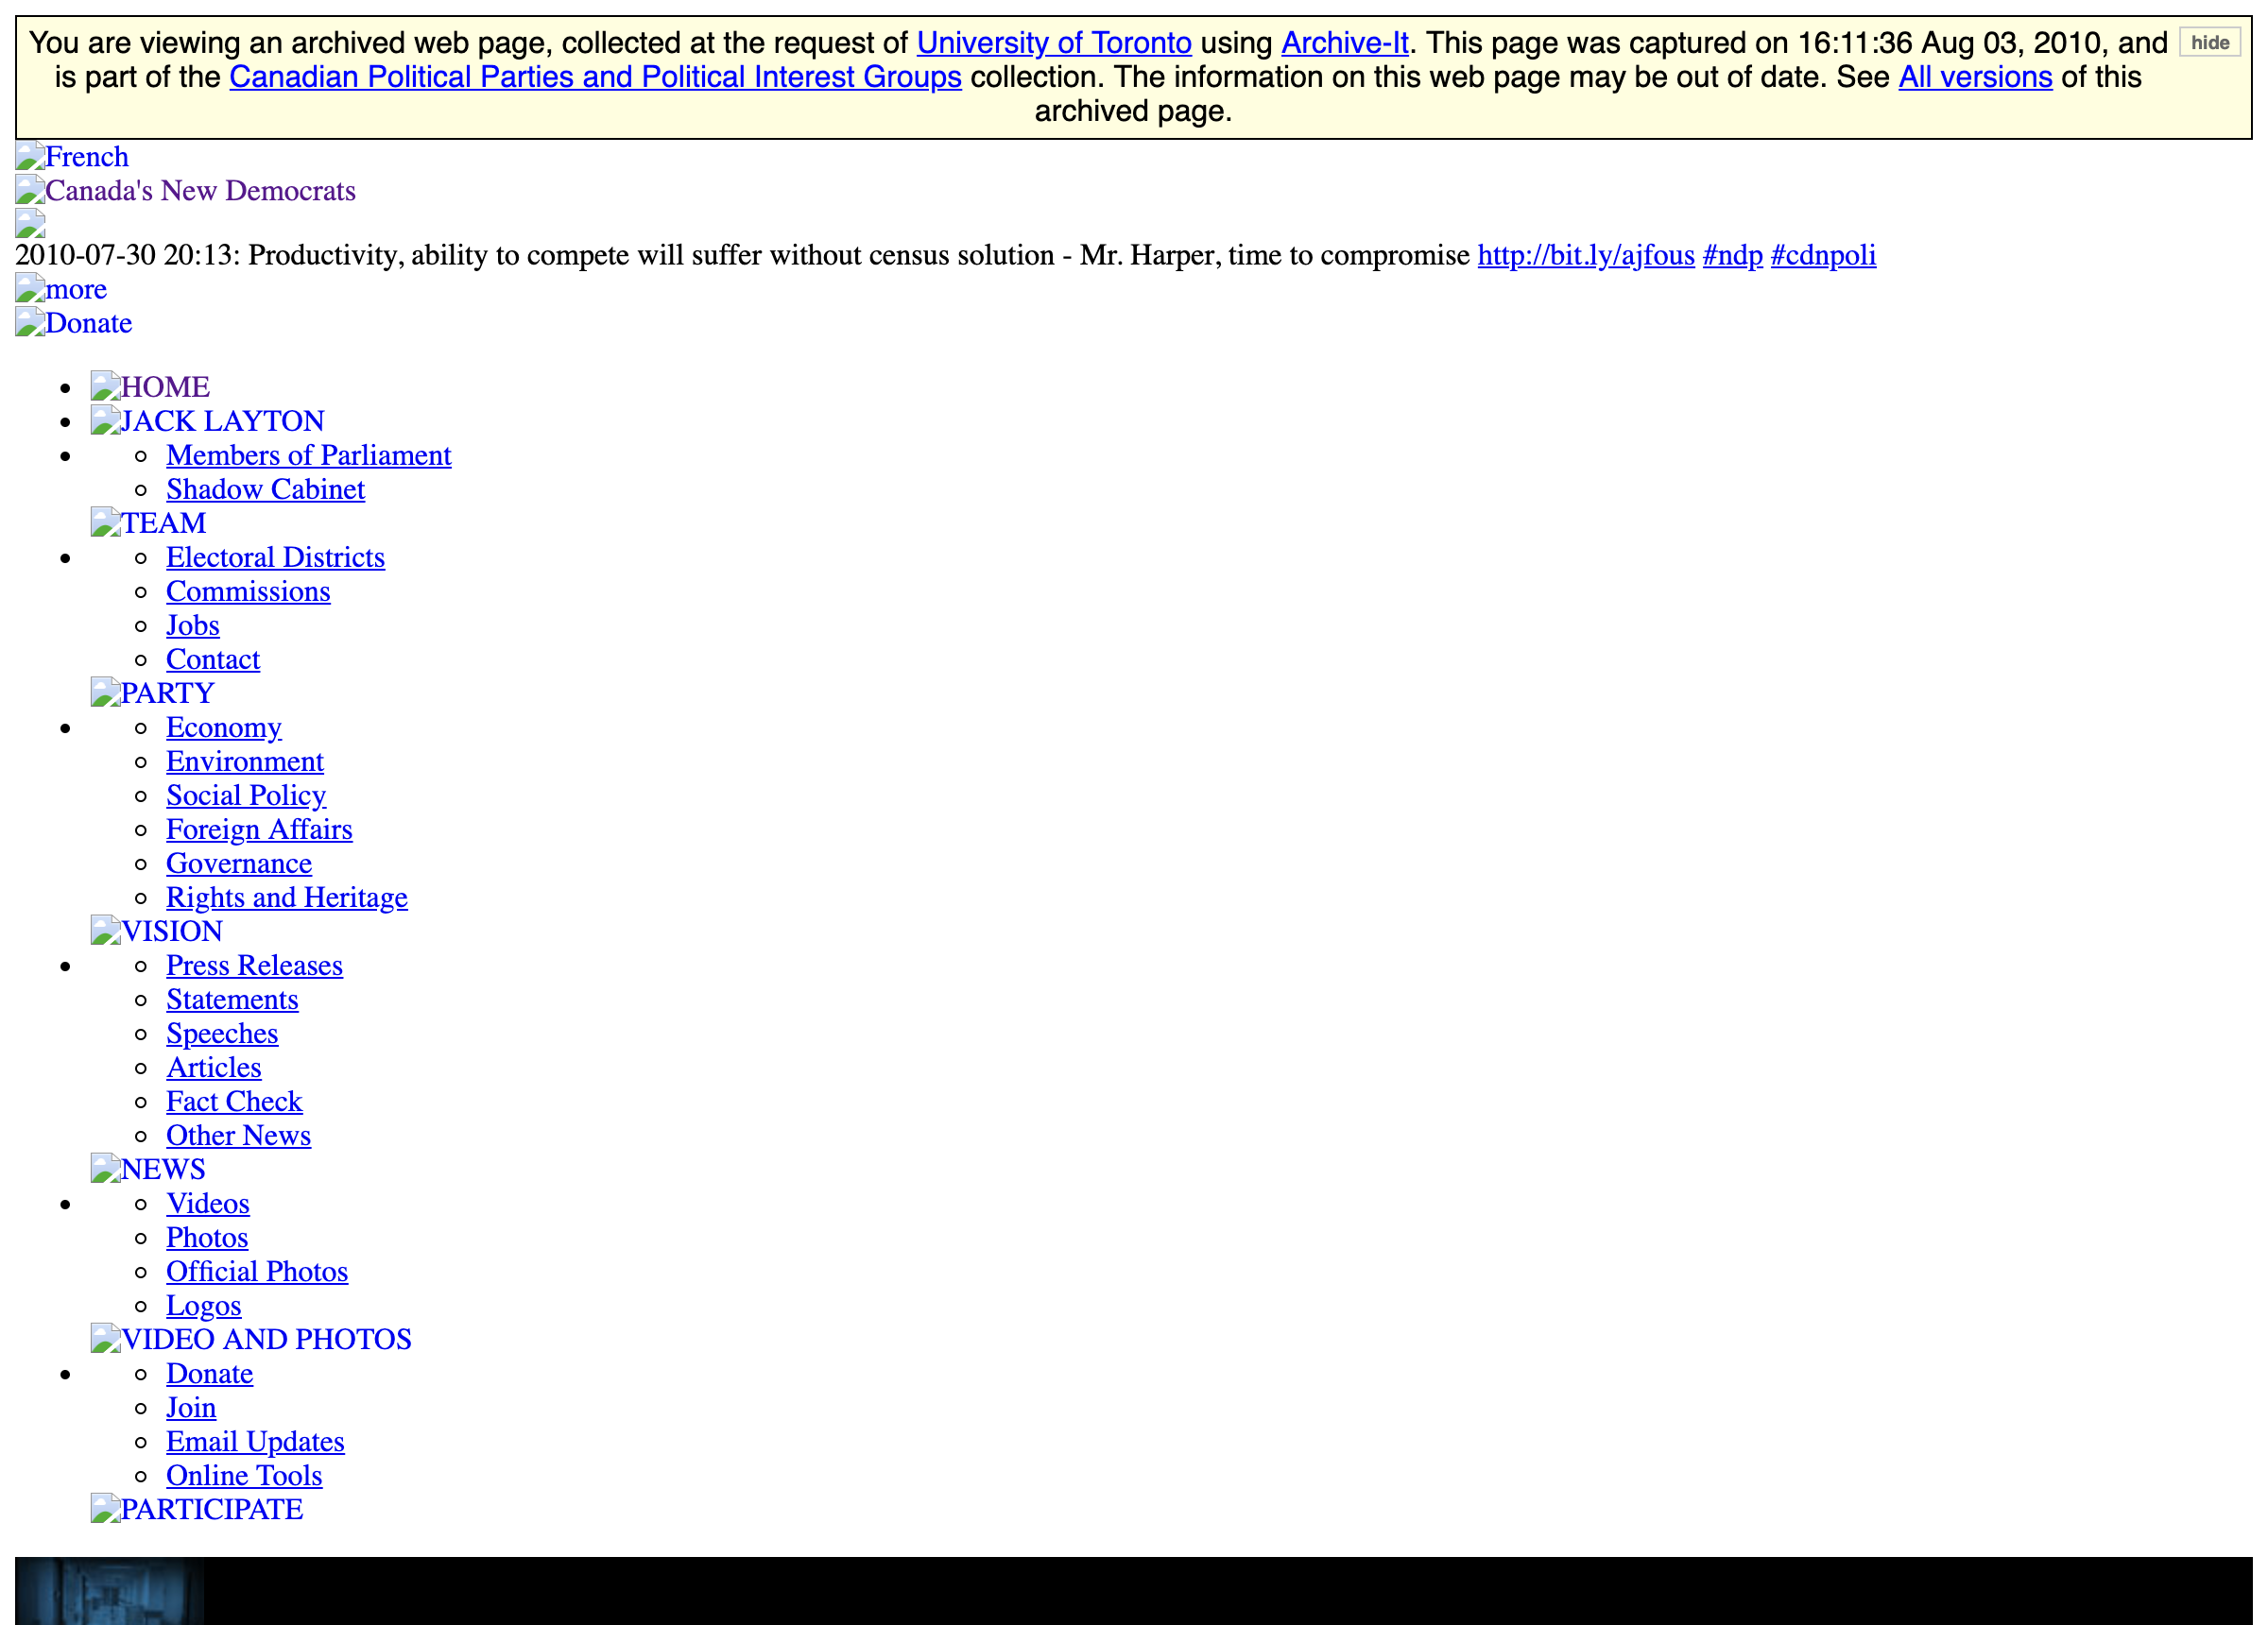 You are viewing an archived web page, collected at the request of University of Toronto using Archive-It. This page was captured on 16:11:36 Aug 03, 2010, and hide
is part of the Canadian Political Parties and Political Interest Groups collection. The information on this web page may be out of date. See All versions of this
archived page.
French
Canada's New Democrats
2010-07-30 20:13: Productivity, ability to compete will suffer without census solution - Mr. Harper, time to compromise http://bit.ly/ajfous #ndp #cdnpoli
more
Donate
HOME
JACK LAYTON
Members of Parliament
Shadow Cabinet
TEAM
Electoral Districts
Commissions
Jobs
Contact
PARTY
Economy
Environment
Social Policy
Foreign Affairs
Governance
Rights and Heritage
VISION
Press Releases
Statements
Speeches
Articles
Fact Check
Other News
NEWS
Videos
Photos
Official Photos
Logos
VIDEO AND PHOTOS
Donate
Join
Email Updates
Online Tools
PARTICIPATE